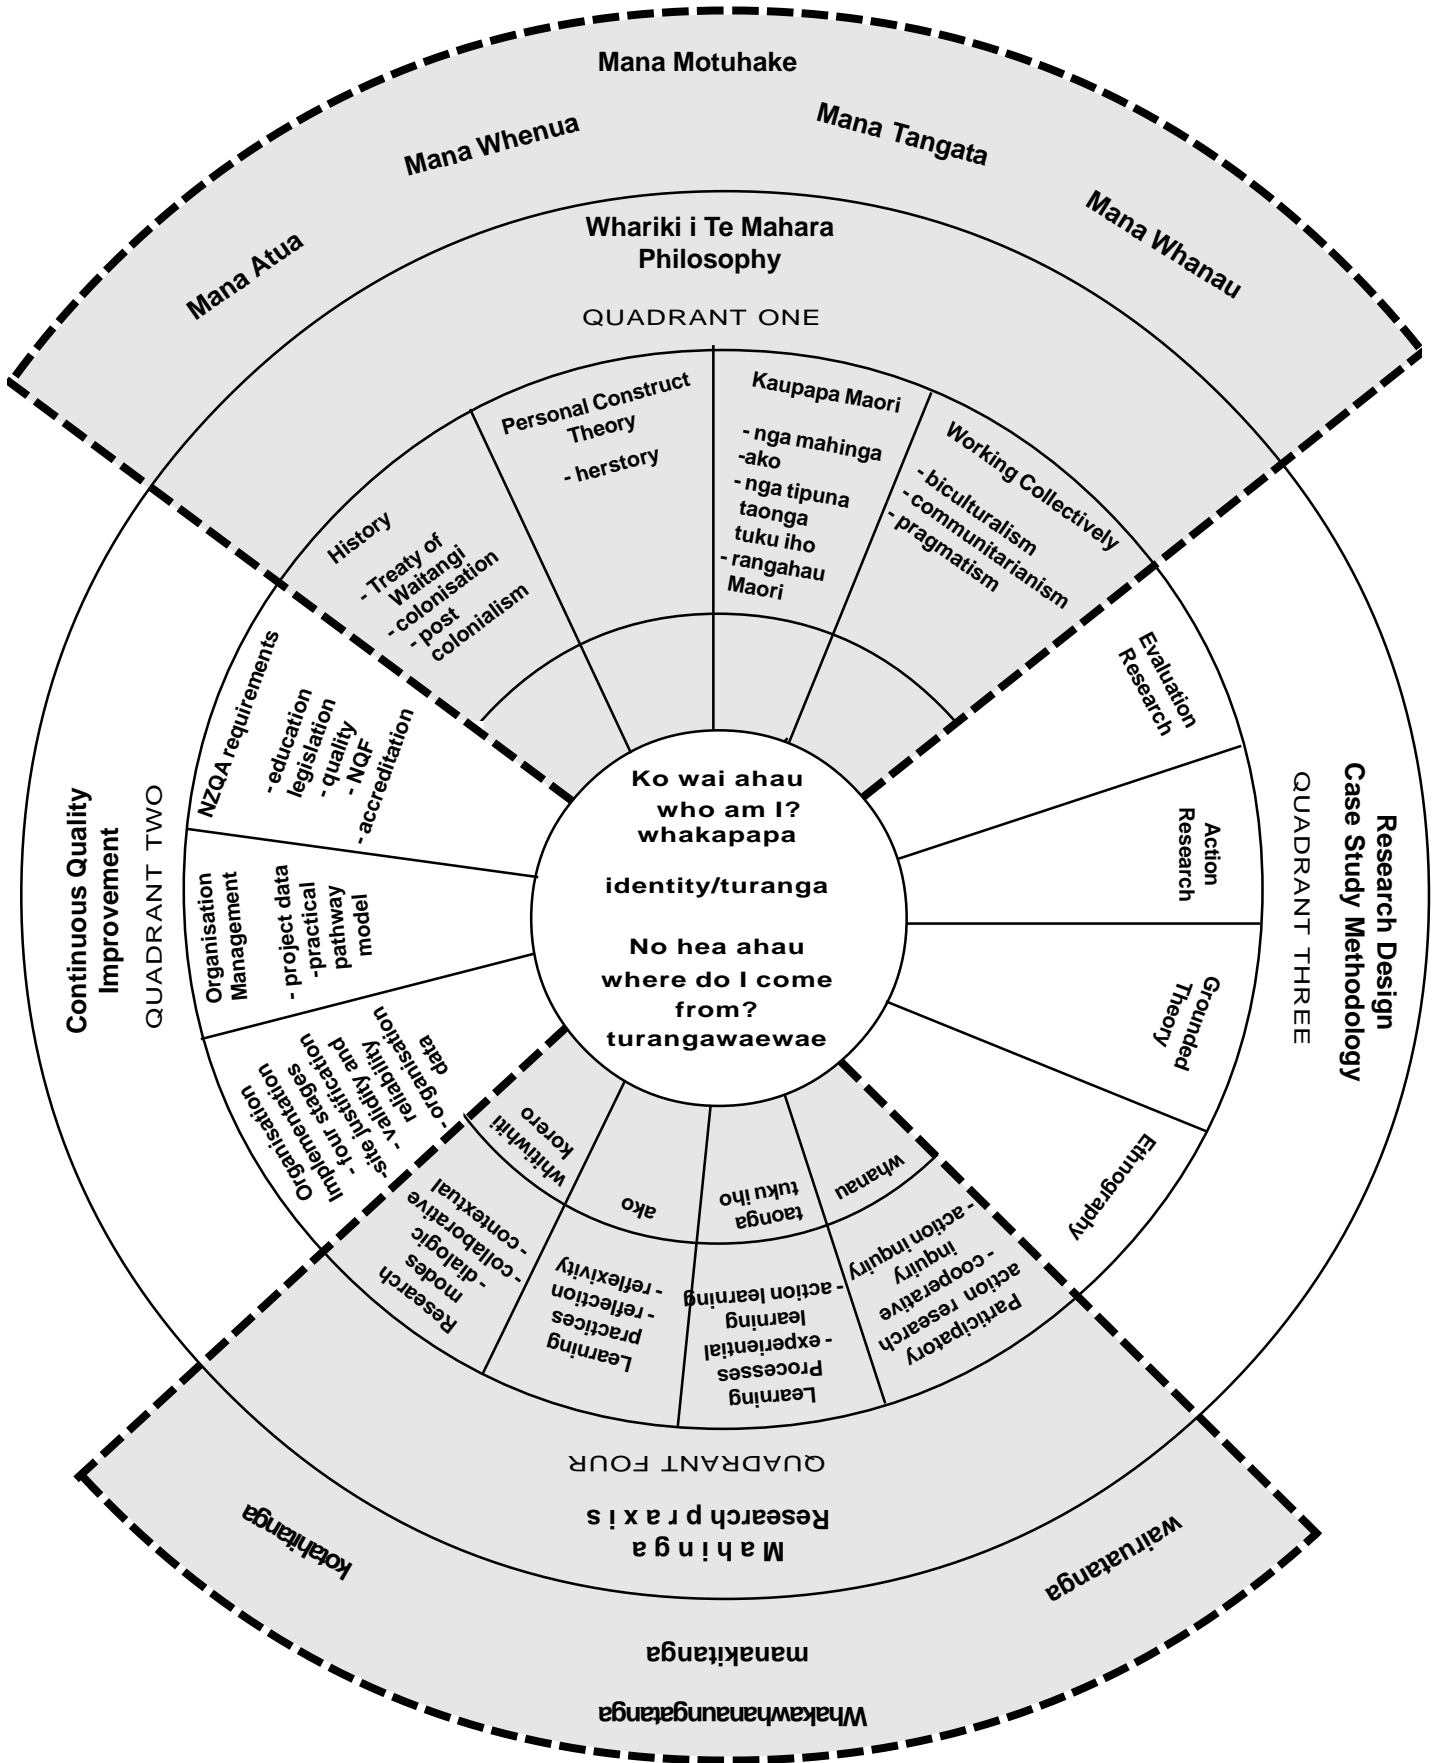 Mana Motuhake
Mana Whenua
Mana Tangata
Mana Atua
Mana Whanau
Whariki i Te Mahara
Philosophy
QUADRANT ONE
History
- Treaty of
Waitangi
- colonisation
- post
colonialism
Personal Construct
Theory
- herstory
Kaupapa Maori
- nga mahinga
-ako
- nga tipuna
taonga
tuku iho
- rangahau
Maori
Working Collectively
- biculturalism
- communitarianism
- pragmatism
Ko wai ahau
who am I?
whakapapa
identity/turanga
No hea ahau
where do I come
from?
turangawaewae
Continuous Quality
Improvement
QUADRANT TWO
NZQA requirements
- education
legislation
- quality
- NQF
- accreditation
Organisation
Management
- project data
-practical
pathway
model
Organisation
Implementation
- four stages
-site justification
- validity and
reliability
- organisation
data
Research Design
Case Study Methodology
QUADRANT THREE
Evaluation
Research
Action
Research
Grounded
Theory
Ethnography
whanau
taonga
tuku iho
ako
whitiwhiti
korero
Participatory
action research
- cooperative
inquiry
- action inquiry
Learning
Processes
- experiential
learning
- action learning
Learning
practices
- reflection
- reflexivity
Research
modes
- dialogic
- collaborative
- contextual
QUADRANT FOUR
Research praxis
Mahinga
wairuatanga
kotahitanga
manakitanga
Whakawhanaungatanga